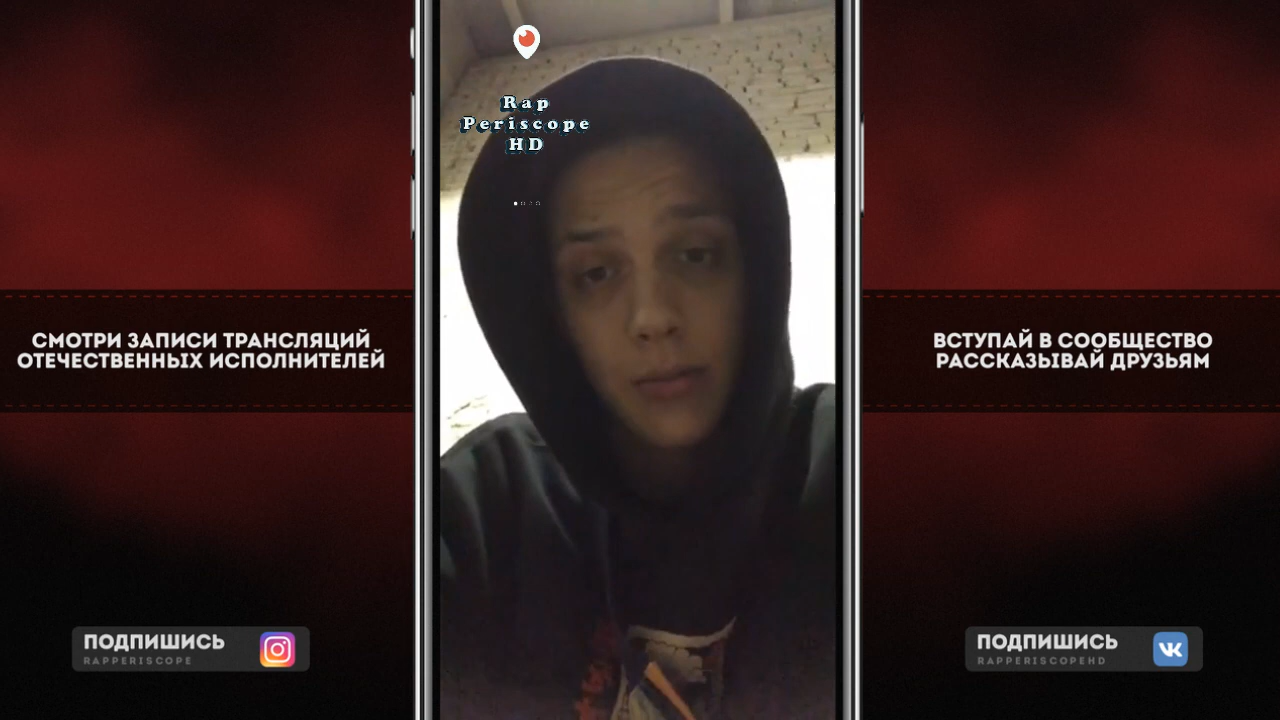 Rap
Periscope
HD
СМОТРИ ЗАПИСИ ТРАНСЛЯЦИЙ
ОТЕЧЕСТВЕННЫХ ИСПОЛНИТЕЛЕЙ
ВСТУПАЙ В СООБЩЕСТВО
РАССКАЗЫВАЙ ДРУЗЬЯМ
ПОДПИШИСЬ
RAPPERISCOPE
ПОДПИШИСЬ
RAPPERISCOPEHD